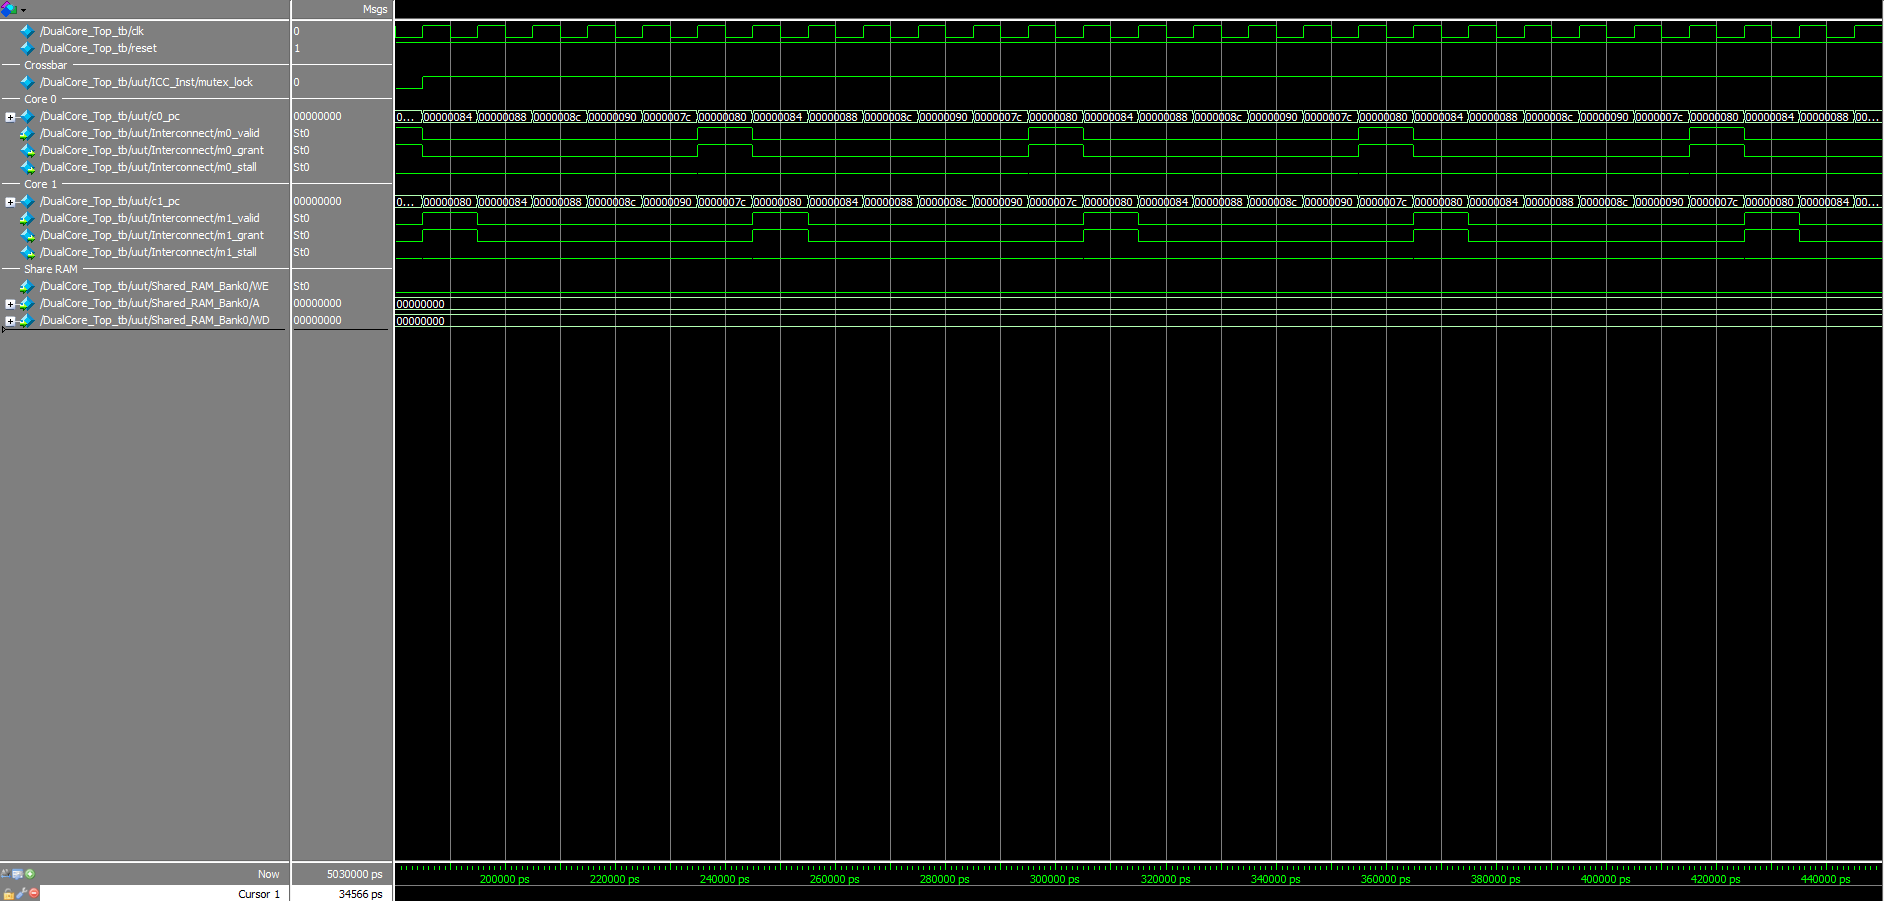 Msgs
/DualCore_Top_tb/clk 0
/DualCore_Top_tb/reset 1
Crossbar
/DualCore_Top_tb/uut/ICC_Inst/mutex_lock 0
Core 0
/DualCore_Top_tb/uut/c0_pc 00000000 0... 00000084 00000088 0000008c 00000090 0000007c 00000080 00000084 00000088 0000008c 00000090 0000007c 00000080 00000084 00000088 0000008c 00000090 0000007c 00000080 00000084 00000088 0000008c 00000090 0000007c 00000080 00000084 00000088 00...
/DualCore_Top_tb/uut/Interconnect/m0_valid St0
/DualCore_Top_tb/uut/Interconnect/m0_grant St0
/DualCore_Top_tb/uut/Interconnect/m0_stall St0
Core 1
/DualCore_Top_tb/uut/c1_pc 00000000 0... 00000080 00000084 00000088 0000008c 00000090 0000007c 00000080 00000084 00000088 0000008c 00000090 0000007c 00000080 00000084 00000088 0000008c 00000090 0000007c 00000080 00000084 00000088 0000008c 00000090 0000007c 00000080 00000084 00...
/DualCore_Top_tb/uut/Interconnect/m1_valid St0
/DualCore_Top_tb/uut/Interconnect/m1_grant St0
/DualCore_Top_tb/uut/Interconnect/m1_stall St0
Share RAM
/DualCore_Top_tb/uut/Shared_RAM_Bank0/WE St0
/DualCore_Top_tb/uut/Shared_RAM_Bank0/A 00000000 00000000
/DualCore_Top_tb/uut/Shared_RAM_Bank0/WD 00000000 00000000
Now 5030000 ps 200000 ps 220000 ps 240000 ps 260000 ps 280000 ps 300000 ps 320000 ps 340000 ps 360000 ps 380000 ps 400000 ps 420000 ps 440000 ps
Cursor 1 34566 ps